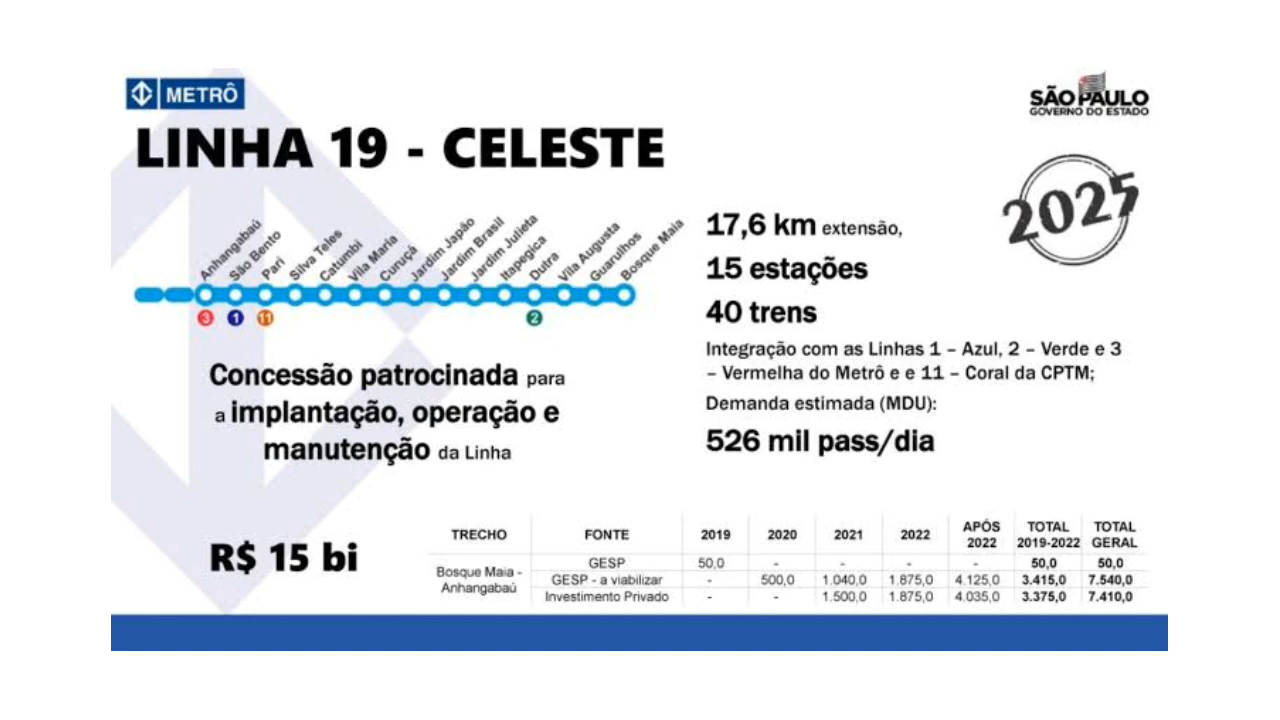 METRÔ
SÃO PAULO
GOVERNO DO ESTADO
LINHA 19 - CELESTE
2025
Anhangabaú
São Bento
Pari
Silva Teles
Catumbi
Vila Maria
Curuçá
Jardim Japão
Jardim Brasil
Jardim Julieta
Itapegica
Dutra
Vila Augusta
Guarulhos
Bosque Maia
3 1 11 2
17,6 km extensão,
15 estações
40 trens
Integração com as Linhas 1 – Azul, 2 – Verde e 3
– Vermelha do Metrô e e 11 – Coral da CPTM;
Demanda estimada (MDU):
526 mil pass/dia
Concessão patrocinada para
a implantação, operação e
manutenção da Linha
R$ 15 bi
TRECHO FONTE 2019 2020 2021 2022 APÓS 2022 TOTAL 2019-2022 TOTAL GERAL
Bosque Maia -
Anhangabaú
GESP 50,0 - - - - 50,0 50,0
GESP - a viabilizar - 500,0 1.040,0 1.875,0 4.125,0 3.415,0 7.540,0
Investimento Privado - - 1.500,0 1.875,0 4.035,0 3.375,0 7.410,0